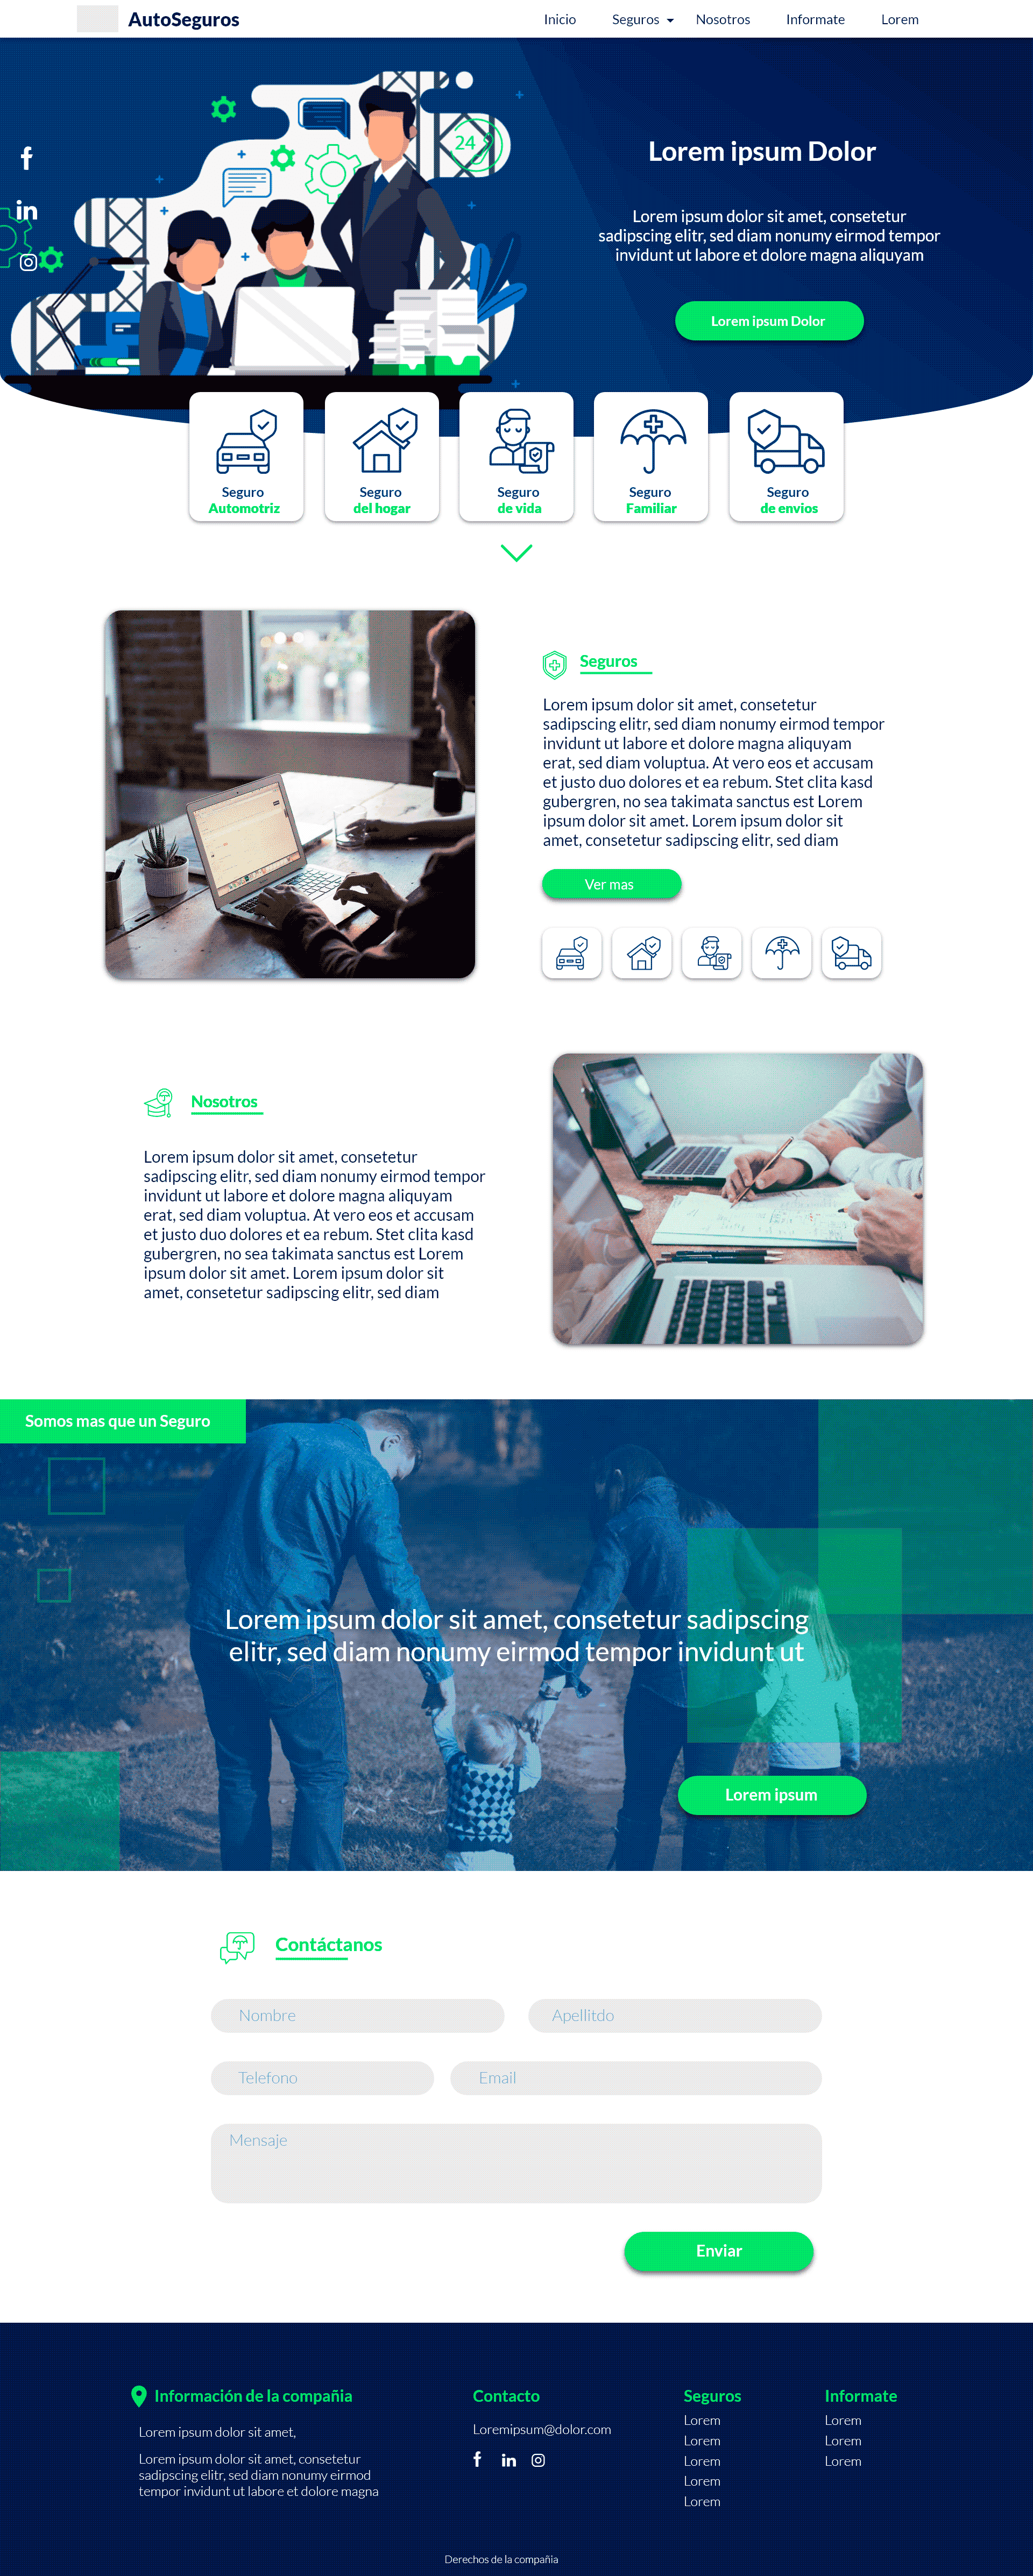 AutoSeguros
Inicio
Seguros
Nosotros
Informate
Lorem
24
Lorem ipsum Dolor
Lorem ipsum dolor sit amet, consetetur
sadipscing elitr, sed diam nonumy eirmod tempor
invidunt ut labore et dolore magna aliquyam
Lorem ipsum Dolor
Seguro
Automotriz
Seguro
del hogar
Seguro
de vida
Seguro
Familiar
Seguro
de envios
Seguros
Lorem ipsum dolor sit amet, consetetur
sadipscing elitr, sed diam nonumy eirmod tempor
invidunt ut labore et dolore magna aliquyam
erat, sed diam voluptua. At vero eos et accusam
et justo duo dolores et ea rebum. Stet clita kasd
gubergren, no sea takimata sanctus est Lorem
ipsum dolor sit amet. Lorem ipsum dolor sit
amet, consetetur sadipscing elitr, sed diam
Ver mas
Nosotros
Lorem ipsum dolor sit amet, consetetur
sadipscing elitr, sed diam nonumy eirmod tempor
invidunt ut labore et dolore magna aliquyam
erat, sed diam voluptua. At vero eos et accusam
et justo duo dolores et ea rebum. Stet clita kasd
gubergren, no sea takimata sanctus est Lorem
ipsum dolor sit amet. Lorem ipsum dolor sit
amet, consetetur sadipscing elitr, sed diam
Somos mas que un Seguro
Lorem ipsum dolor sit amet, consetetur sadipscing
elitr, sed diam nonumy eirmod tempor invidunt ut
Lorem ipsum
Contáctanos
Nombre
Apellitdo
Telefono
Email
Mensaje
Enviar
Información de la compañia
Lorem ipsum dolor sit amet,
Lorem ipsum dolor sit amet, consetetur
sadipscing elitr, sed diam nonumy eirmod
tempor invidunt ut labore et dolore magna
Contacto
Loremipsum@dolor.com
Seguros
Lorem
Lorem
Lorem
Lorem
Lorem
Informate
Lorem
Lorem
Lorem
Derechos de la compañia